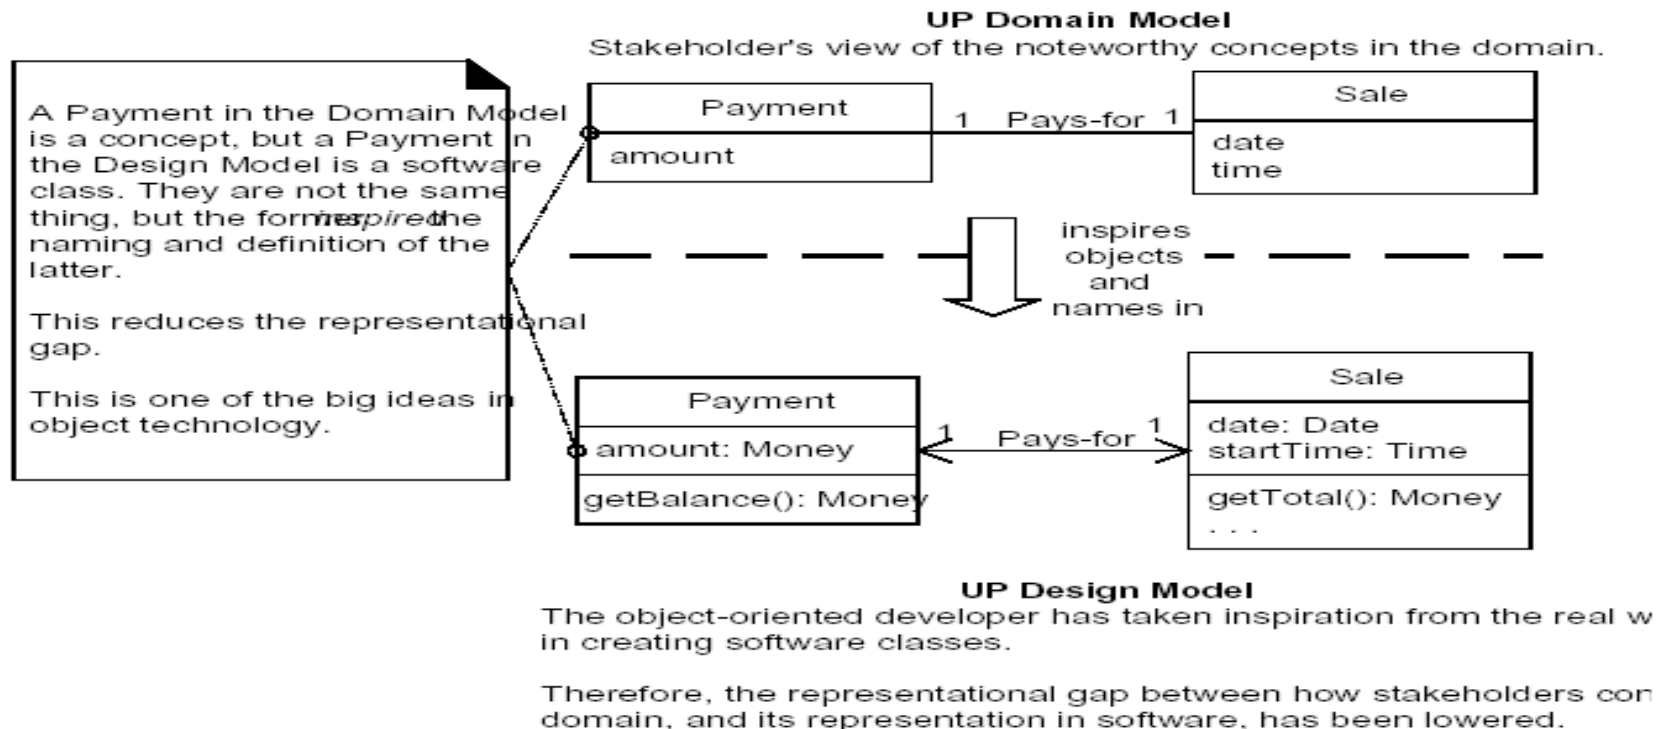 UP Domain Model
Stakeholder's view of the noteworthy concepts in the domain.
A Payment in the Domain Model
is a concept, but a Payment in
the Design Model is a software
class. They are not the same
thing, but the former inspired the
naming and definition of the
latter.
This reduces the representational
gap.
This is one of the big ideas in
object technology.
Payment
amount
1 Pays-for 1
Sale
date
time
inspires
objects
and
names in
Payment
amount: Money
getBalance(): Money
1 Pays-for 1
Sale
date: Date
startTime: Time
getTotal(): Money
. . .
UP Design Model
The object-oriented developer has taken inspiration from the real w
in creating software classes.
Therefore, the representational gap between how stakeholders con
domain, and its representation in software, has been lowered.